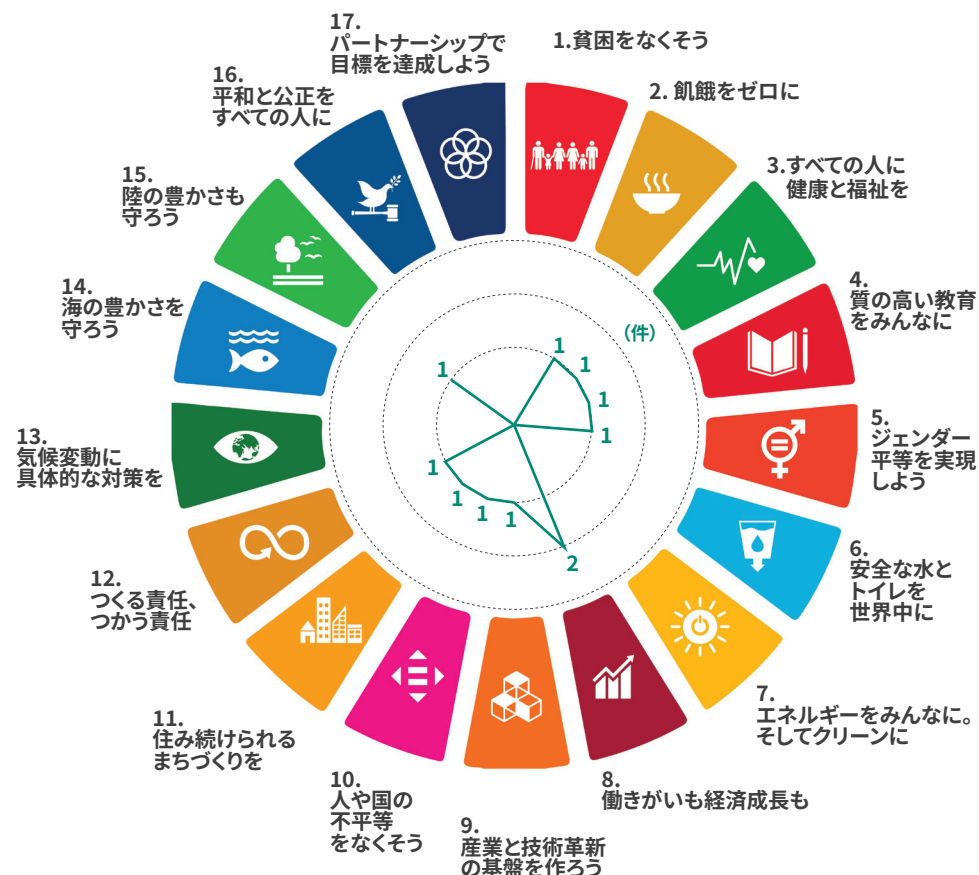 17.
パートナーシップで
目標を達成しよう
1.貧困をなくそう
2. 飢餓をゼロに
3.すべての人に
健康と福祉を
4.
質の高い教育
をみんなに
5.
ジェンダー
平等を実現
しよう
6.
安全な水と
トイレを
世界中に
7.
エネルギーをみんなに。
そしてクリーンに
8.
働きがいも経済成長も
9.
産業と技術革新
の基盤を作ろう
10.
人や国の
不平等
をなくそう
11.
住み続けられる
まちづくりを
12.
つくる責任、
つかう責任
13.
気候変動に
具体的な対策を
14.
海の豊かさを
守ろう
15.
陸の豊かさも
守ろう
16.
平和と公正を
すべての人に
(件)
1
1
1
1
2
1
1
1
1
1